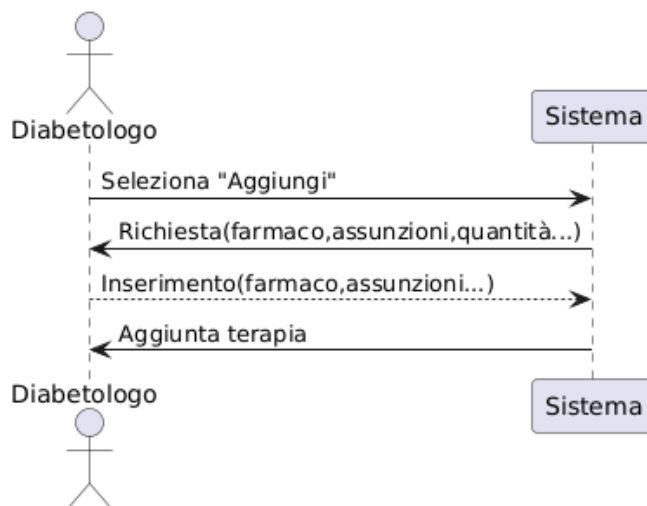 Diabetologo
Sistema
Seleziona "Aggiungi"
Richiesta(farmaco,assunzioni,quantità...)
Inserimento(farmaco,assunzioni...)
Aggiunta terapia
Diabetologo
Sistema